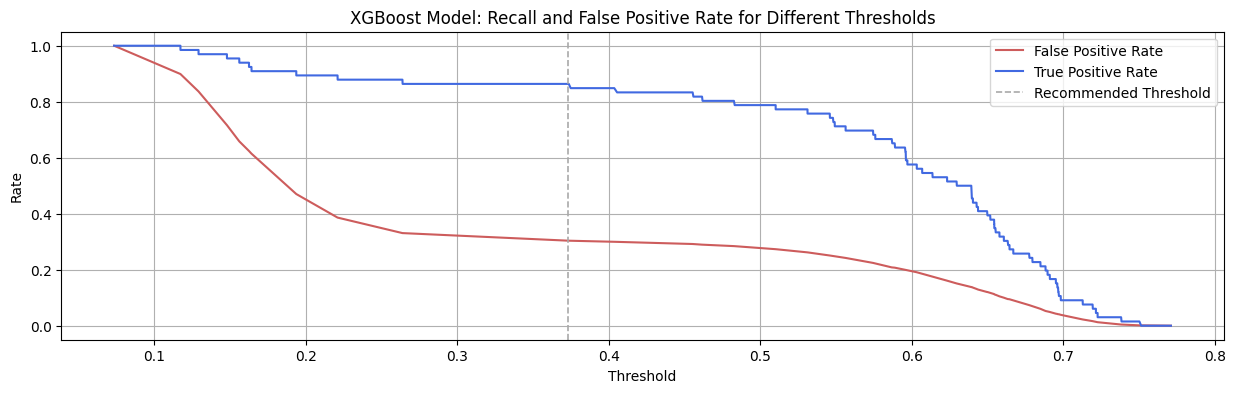 XGBoost Model: Recall and False Positive Rate for Different Thresholds
False Positive Rate
True Positive Rate
Recommended Threshold
1.0
0.8
0.6
0.4
0.2
0.0
Rate
0.1 0.2 0.3 0.4 0.5 0.6 0.7 0.8
Threshold